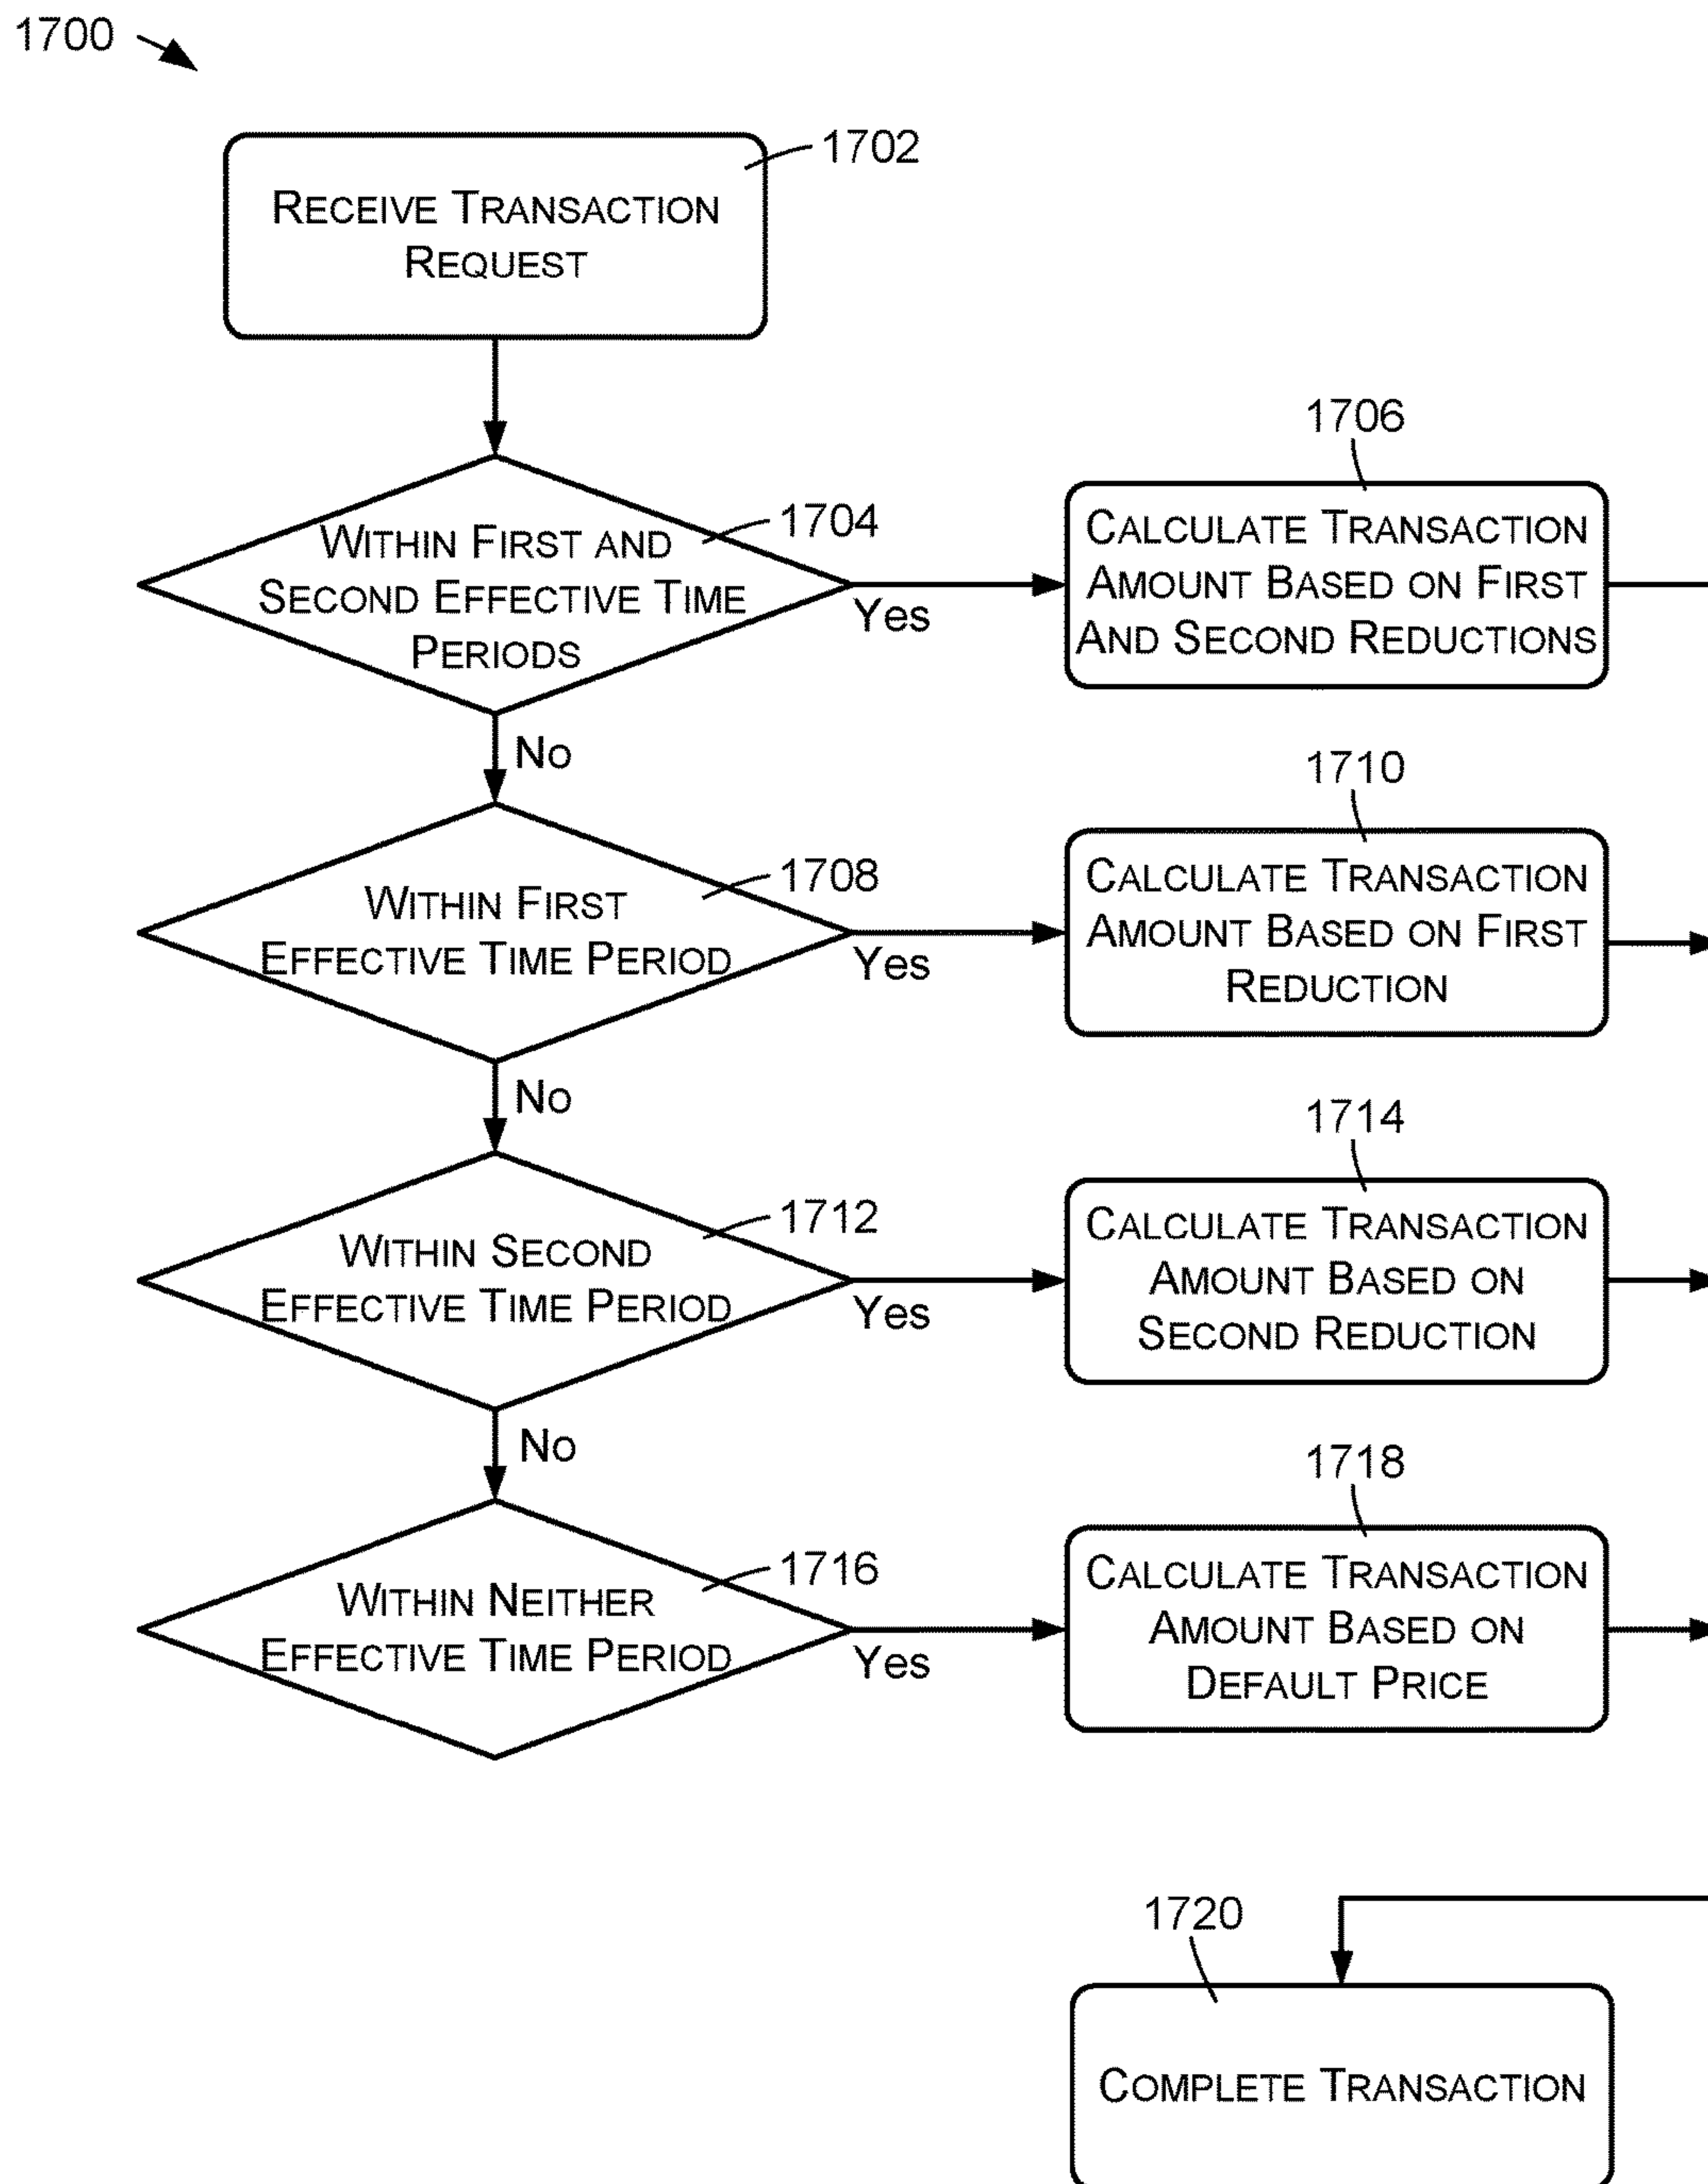 1700
1702
RECEIVE TRANSACTION
REQUEST
1704
WITHIN FIRST AND
SECOND EFFECTIVE TIME
PERIODS
Yes
No
1706
CALCULATE TRANSACTION
AMOUNT BASED ON FIRST
AND SECOND REDUCTIONS
1708
WITHIN FIRST
EFFECTIVE TIME PERIOD
Yes
No
1710
CALCULATE TRANSACTION
AMOUNT BASED ON FIRST
REDUCTION
1712
WITHIN SECOND
EFFECTIVE TIME PERIOD
Yes
No
1714
CALCULATE TRANSACTION
AMOUNT BASED ON
SECOND REDUCTION
1716
WITHIN NEITHER
EFFECTIVE TIME PERIOD
Yes
1718
CALCULATE TRANSACTION
AMOUNT BASED ON
DEFAULT PRICE
1720
COMPLETE TRANSACTION